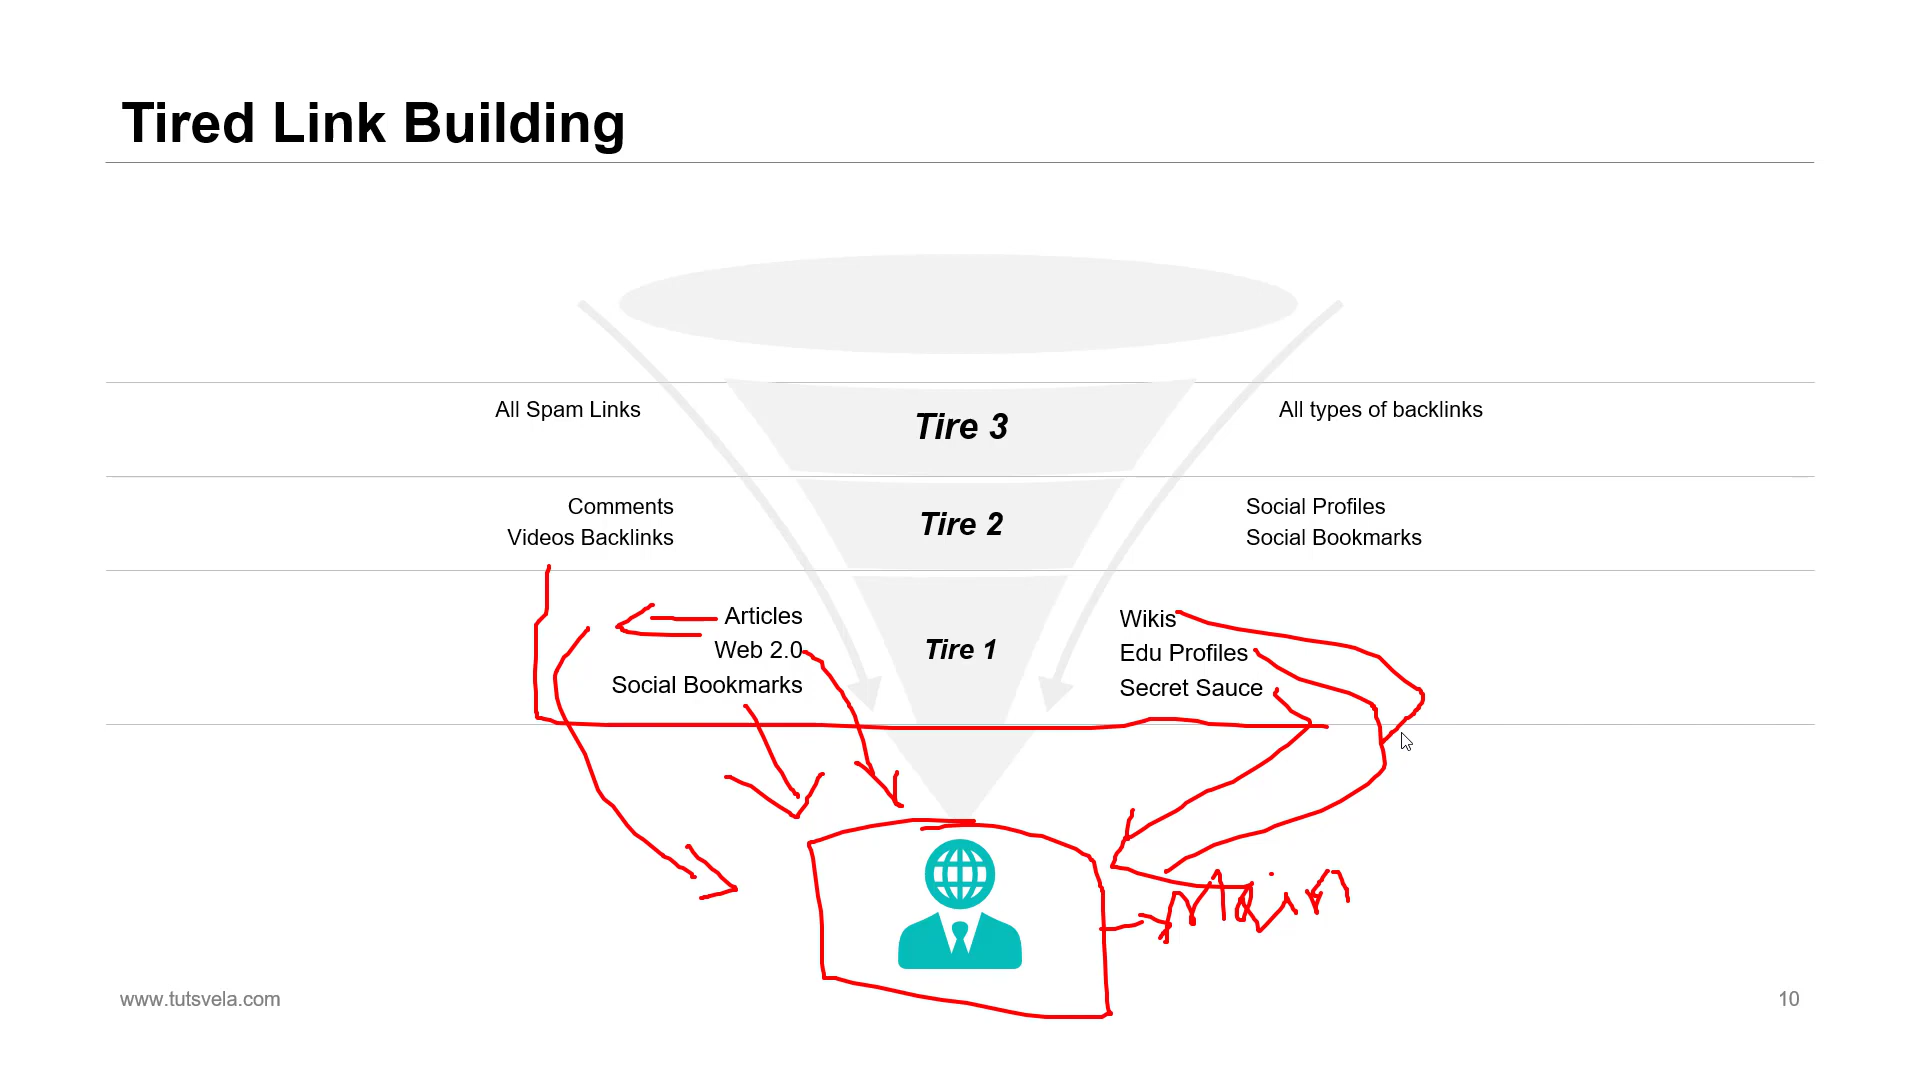 Tired Link Building
All Spam Links
Tire 3
All types of backlinks
Comments
Videos Backlinks
Tire 2
Social Profiles
Social Bookmarks
Articles
Web 2.0
Social Bookmarks
Tire 1
Wikis
Edu Profiles
Secret Sauce
Main
www.tutsvela.com
10